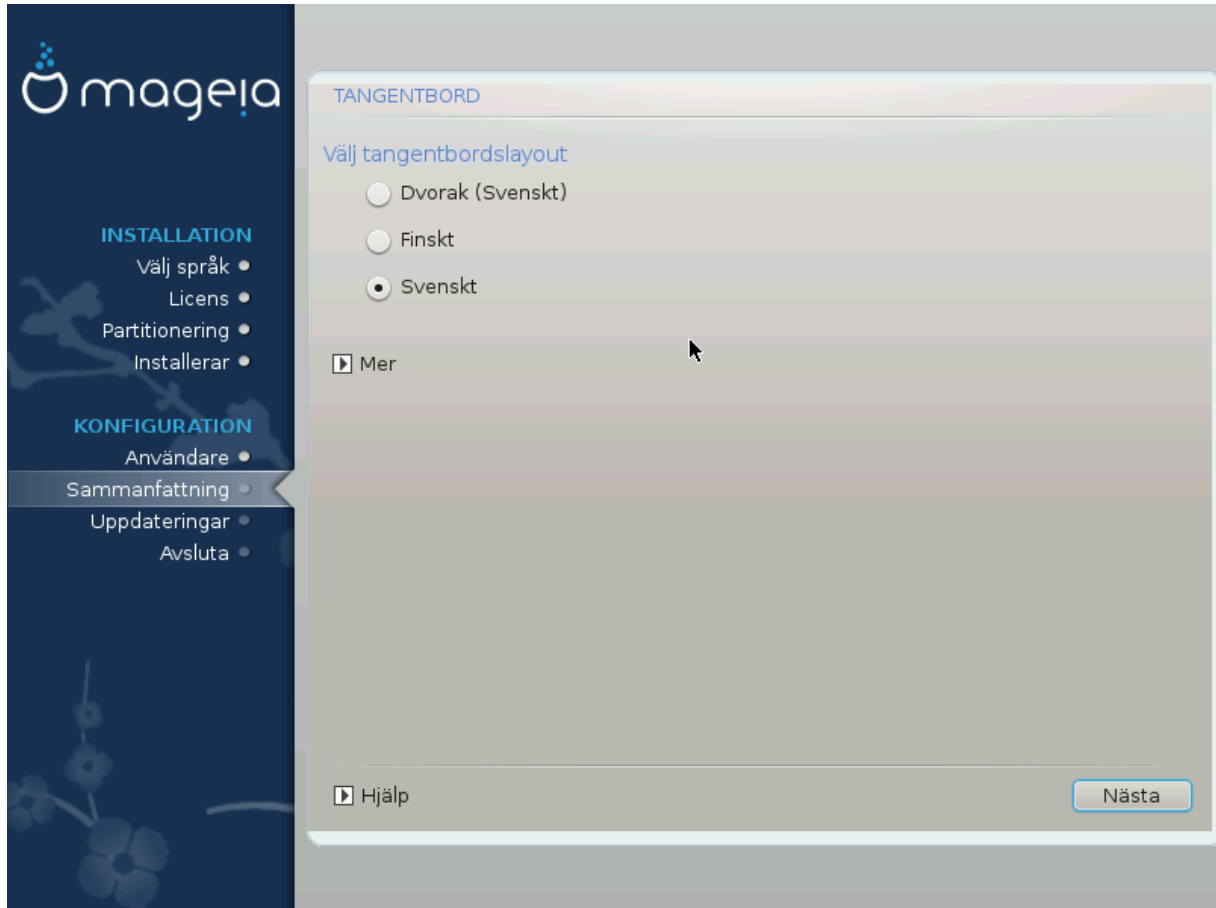 mageia
INSTALLATION
Välj språk
Licens
Partitionering
Installerar
KONFIGURATION
Användare
Sammanfattning
Uppdateringar
Avsluta
TANGENTBORD
Välj tangentbordslayout
Dvorak (Svenskt)
Finskt
Svenskt
Mer
Hjälp
Nästa